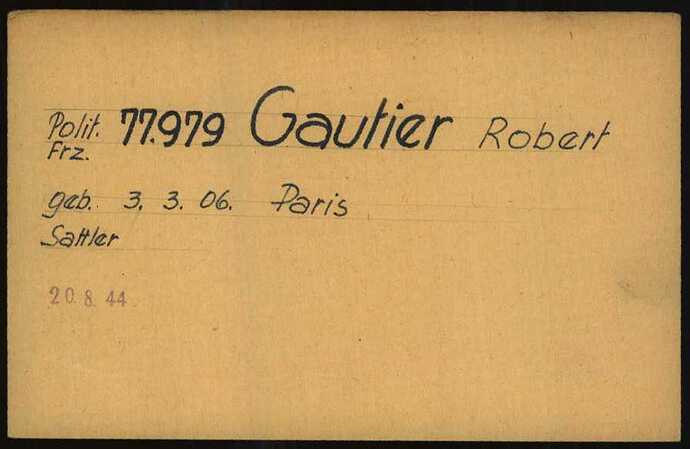 Polit. 77.979 Gautier Robert
Frz.
geb. 3. 3. 06. Paris
Sattler
20.8.44